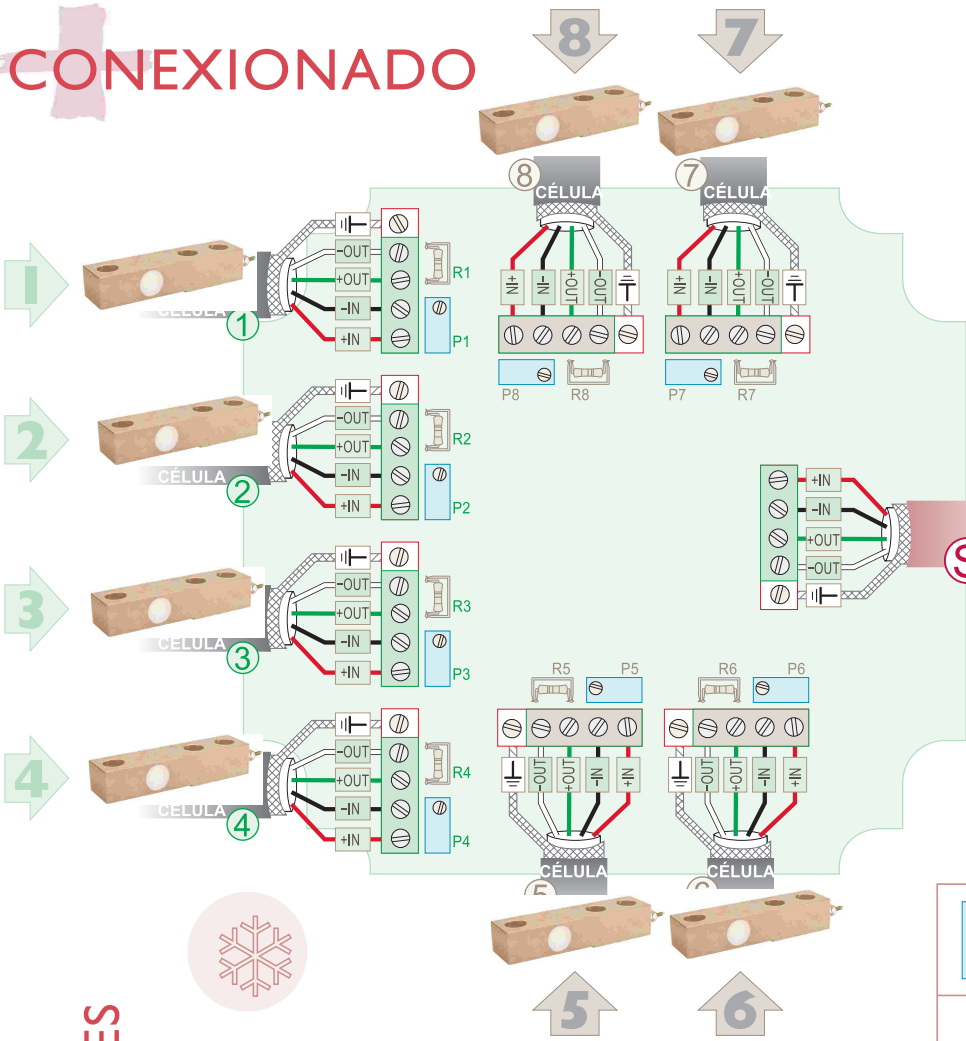 CONEXIONADO
8
7
8
CÉLULA
7
CÉLULA
+IN
-IN
+OUT
-OUT
+IN
-IN
+OUT
-OUT
P8
R8
P7
R7
1
CÉLULA
1
-OUT
+OUT
-IN
+IN
R1
P1
2
CÉLULA
2
-OUT
+OUT
-IN
+IN
R2
P2
3
CÉLULA
3
-OUT
+OUT
-IN
+IN
R3
P3
4
CÉLULA
4
-OUT
+OUT
-IN
+IN
R4
P4
+IN
-IN
+OUT
-OUT
S
R5
P5
R6
P6
-OUT
+OUT
-IN
+IN
-OUT
+OUT
-IN
+IN
CÉLULA
5
CÉLULA
6
5
6
ES